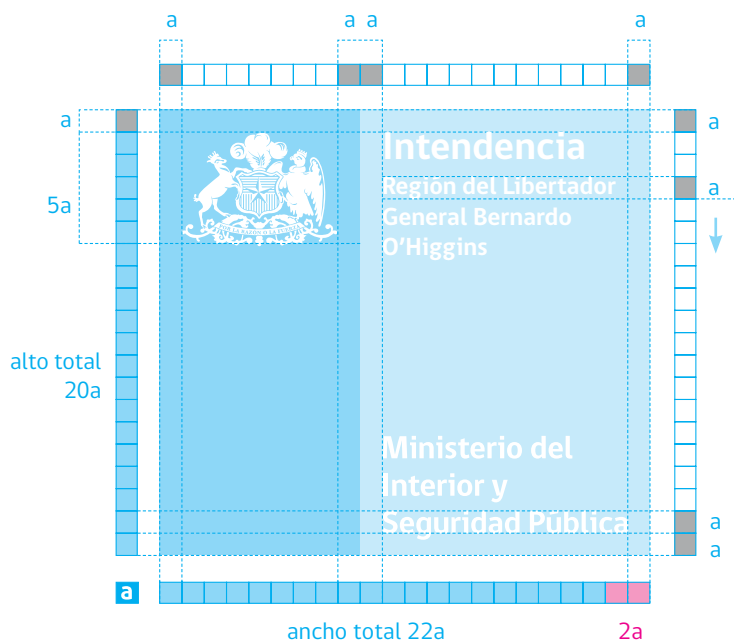 a
a a
a
a
a
Intendencia
Región del Libertador
a
5a
General Bernardo
O'Higgins
alto total
20a
Ministerio del
Interior y
Seguridad Pública
a
a
a
ancho total 22a
2a